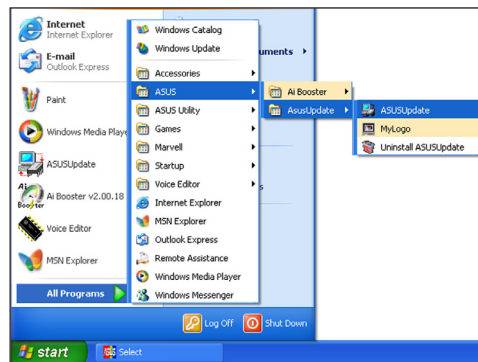 Internet
Internet Explorer
E-mail
Outlook Express
Paint
Windows Media Playe
ASUSUpdate
Ai Booster v2.00.18
Voice Editor
MSN Explorer
All Programs
Windows Catalog
Windows Update
Accessories
ASUS
ASUS Utility
Games
Marvell
Startup
Voice Editor
Internet Explorer
MSN Explorer
Outlook Express
Remote Assistance
Windows Media Player
Windows Messenger
uments
s
Ai Booster
AsusUpdate
ASUSUpdate
MyLogo
Uninstall ASUSUpdate
Log Off
Shut Down
start
Select